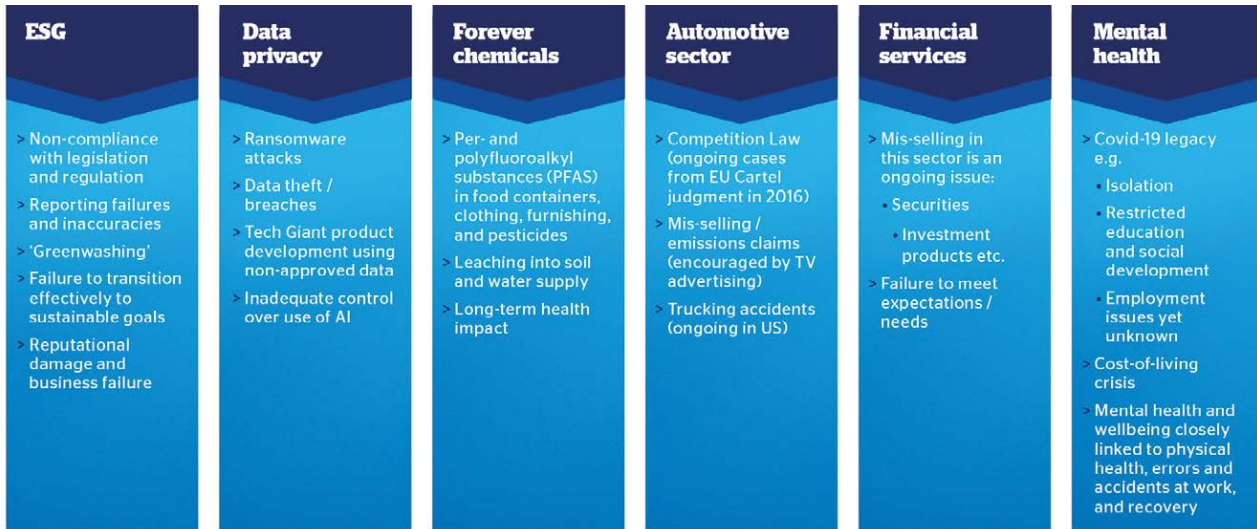 ESG
> Non-compliance
with legislation
and regulation
> Reporting failures
and inaccuracies
> ‘Greenwashing’
> Failure to transition
effectively to
sustainable goals
> Reputational
damage and
business failure
Data
privacy
> Ransomware
attacks
> Data theft /
breaches
> Tech Giant product
development using
non-approved data
> Inadequate control
over use of AI
Forever
chemicals
> Per- and
polyfluoroalkyl
substances (PFAS)
in food containers,
clothing, furnishing,
and pesticides
> Leaching into soil
and water supply
> Long-term health
impact
Automotive
sector
> Competition Law
(ongoing cases
from EU Cartel
judgment in 2016)
> Mis-selling /
emissions claims
(encouraged by TV
advertising)
> Trucking accidents
(ongoing in US)
Financial
services
> Mis-selling in
this sector is an
ongoing issue:
• Securities
• Investment
products etc.
> Failure to meet
expectations /
needs
Mental
health
> Covid-19 legacy
e.g.
• Isolation
• Restricted
education
and social
development
• Employment
issues yet
unknown
> Cost-of-living
crisis
> Mental health and
wellbeing closely
linked to physical
health, errors and
accidents at work,
and recovery